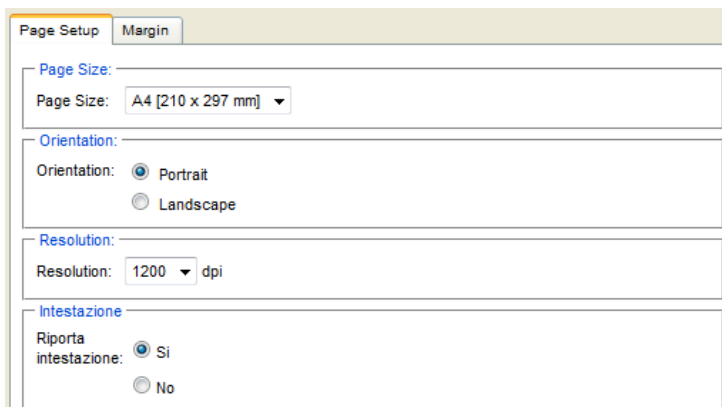 Page Setup Margin
Page Size:
Page Size: A4 [210 x 297 mm]
Orientation:
Orientation: Portrait
Landscape
Resolution:
Resolution: 1200 dpi
Intestazione
Riporta
intestazione: Si
No